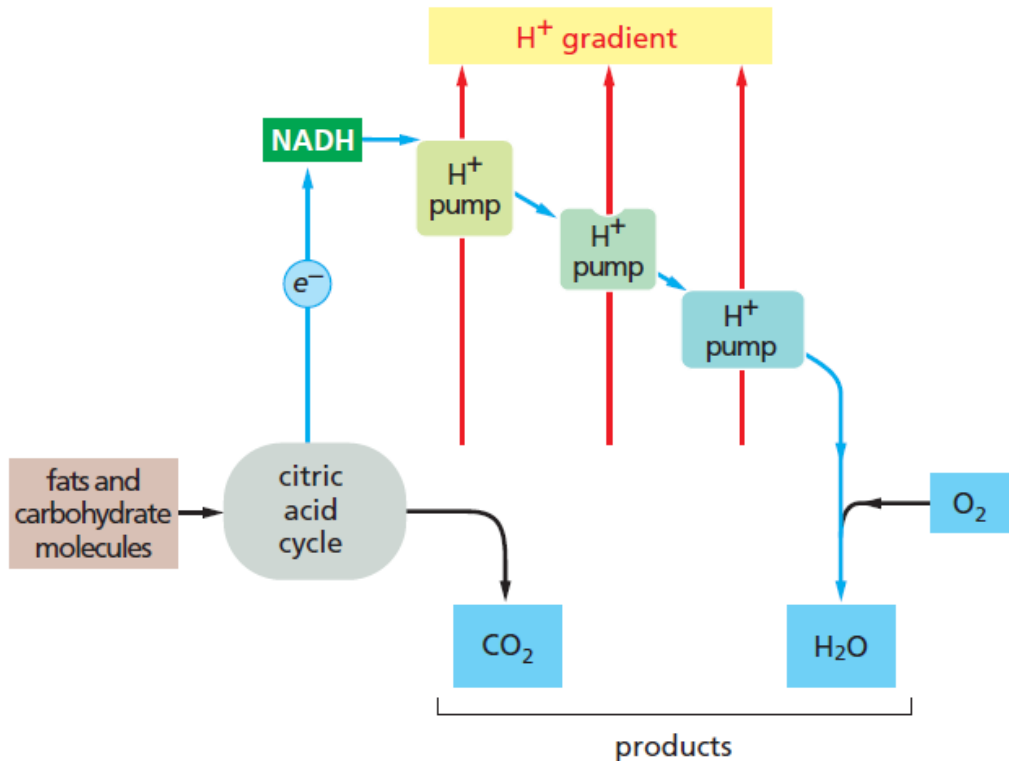 H⁺ gradient
NADH
H⁺
pump
H⁺
pump
e⁻
H⁺
pump
fats and
carbohydrate
molecules
citric
acid
cycle
O₂
CO₂
H₂O
products